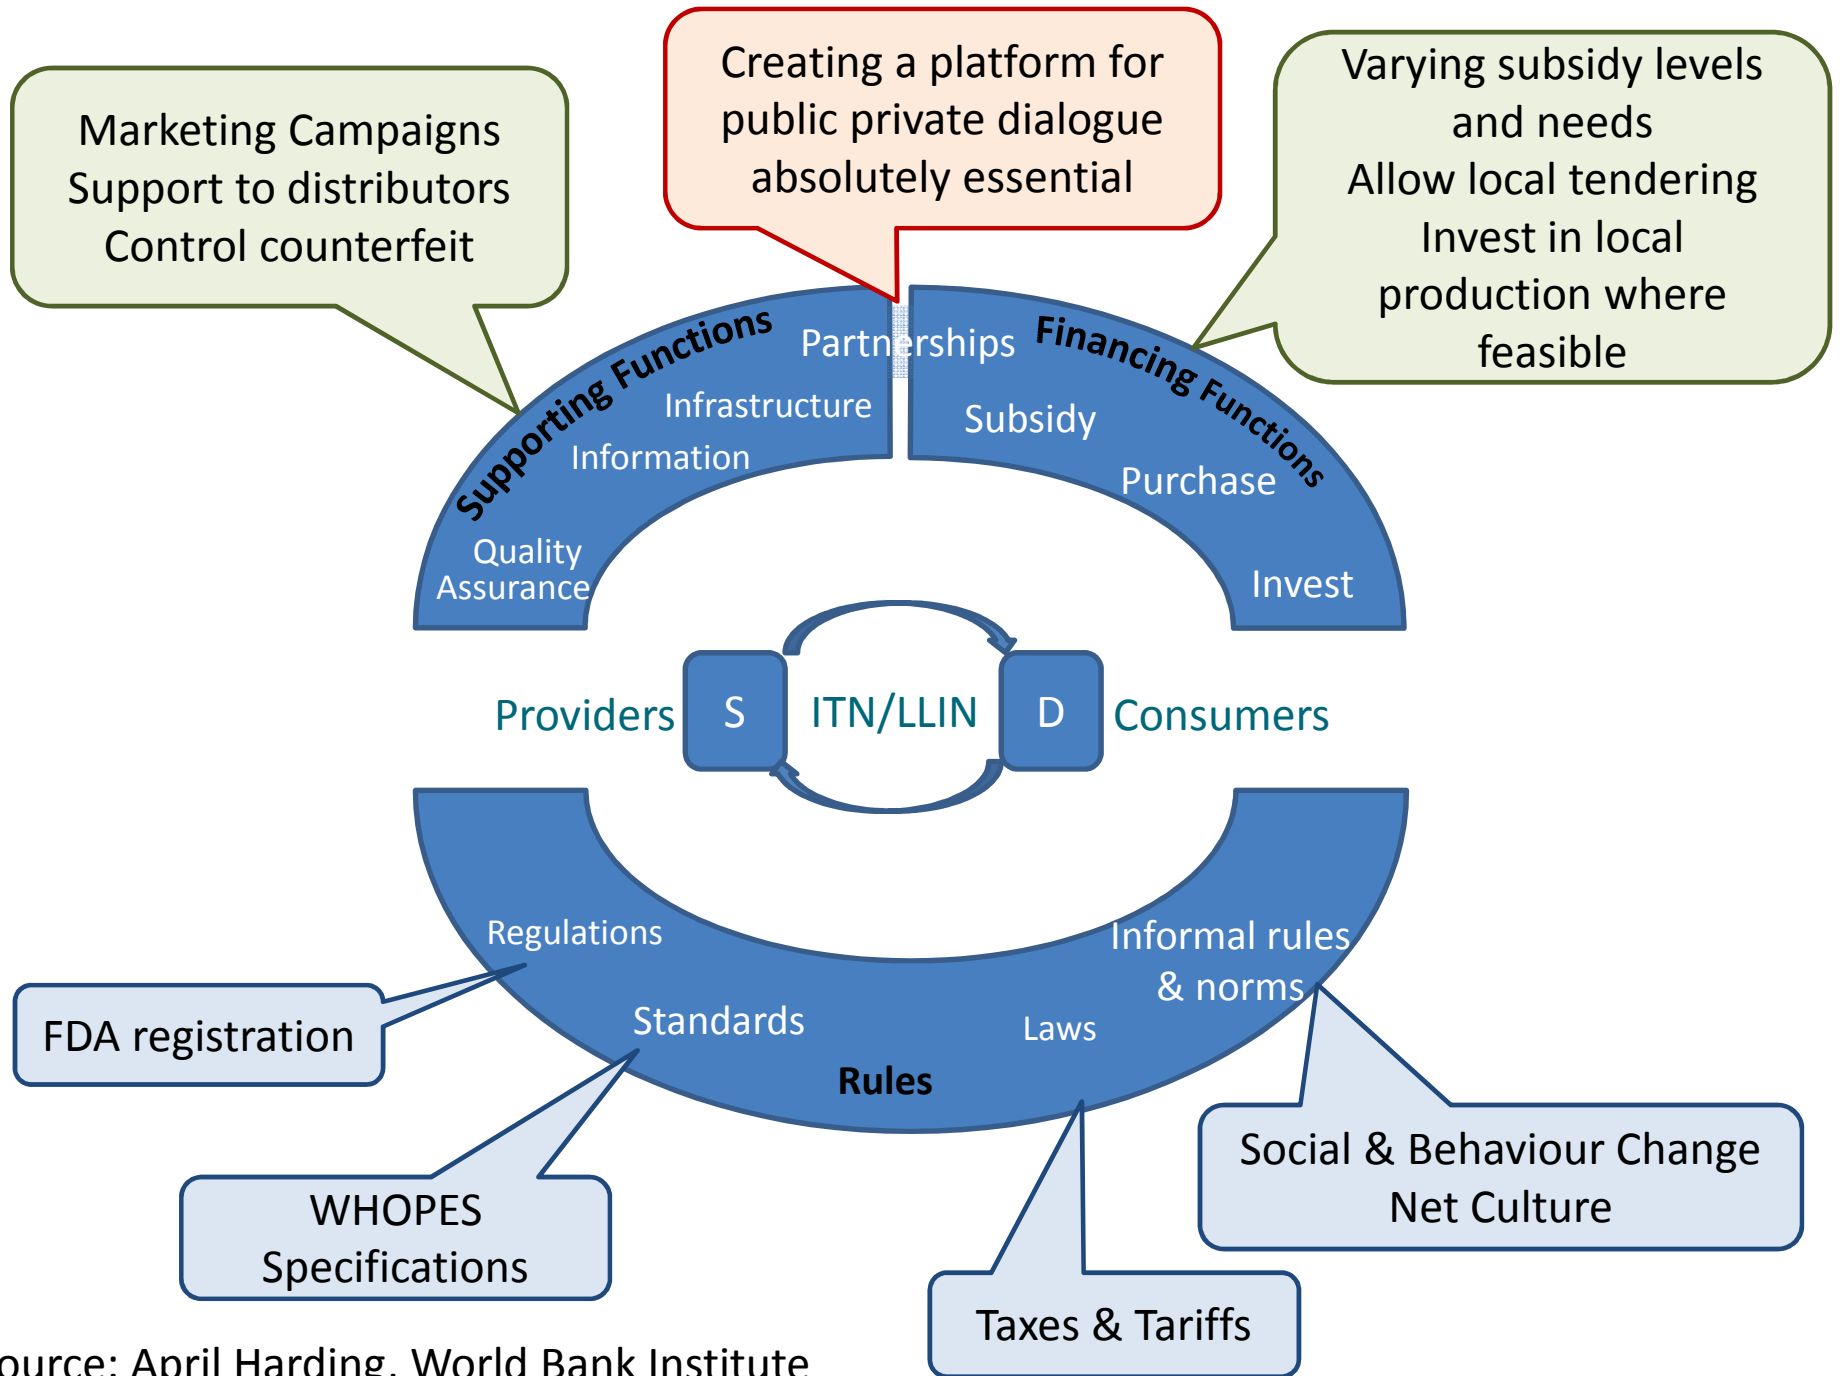 Creating a platform for
public private dialogue
absolutely essential
Varying subsidy levels
and needs
Allow local tendering
Invest in local
production where
feasible
Marketing Campaigns
Support to distributors
Control counterfeit
Supporting Functions
Partnerships
Financing Functions
Infrastructure
Information
Quality
Assurance
Subsidy
Purchase
Invest
Providers
S
ITN/LLIN
D
Consumers
Regulations
Standards
Laws
Informal rules
& norms
Rules
FDA registration
WHOPES
Specifications
Taxes & Tariffs
Social & Behaviour Change
Net Culture
ource: April Harding, World Bank Institute